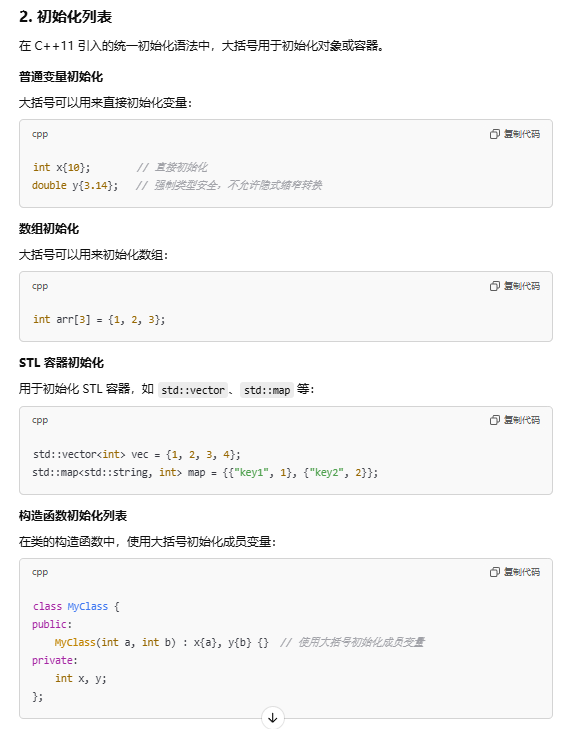 2. 初始化列表
在 C++11 引入的统一初始化语法中，大括号用于初始化对象或容器。
普通变量初始化
大括号可以用来直接初始化变量：
cpp 复制代码
int x{10};        // 直接初始化
double y{3.14};   // 强制类型安全，不允许隐式缩窄转换
数组初始化
大括号可以用来初始化数组：
cpp 复制代码
int arr[3] = {1, 2, 3};
STL 容器初始化
用于初始化 STL 容器，如 std::vector、std::map 等：
cpp 复制代码
std::vector<int> vec = {1, 2, 3, 4};
std::map<std::string, int> map = {{"key1", 1}, {"key2", 2}};
构造函数初始化列表
在类的构造函数中，使用大括号初始化成员变量：
cpp 复制代码
class MyClass {
public:
    MyClass(int a, int b) : x{a}, y{b} {}  // 使用大括号初始化成员变量
private:
    int x, y;
};